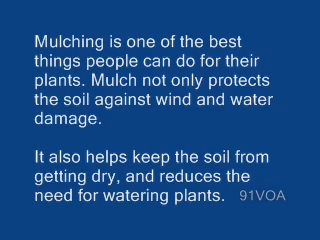 Mulching is one of the best
things people can do for their
plants. Mulch not only protects
the soil against wind and water
damage.
It also helps keep the soil from
getting dry, and reduces the
need for watering plants. 91VOA